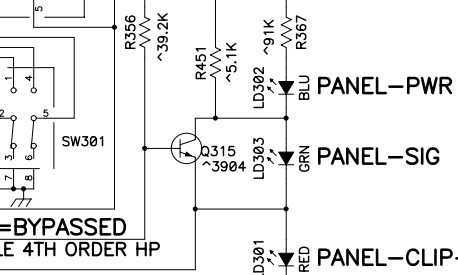 5
R356
^39.2K
R451
^5.1K
^91K
R367
LD302
BLU
PANEL-PWR
1
4
2
5
SW301
3
6
7
8
Q315
^3904
LD303
GRN
PANEL-SIG
=BYPASSED
LE 4TH ORDER HP
LD301
RED
PANEL-CLIP-